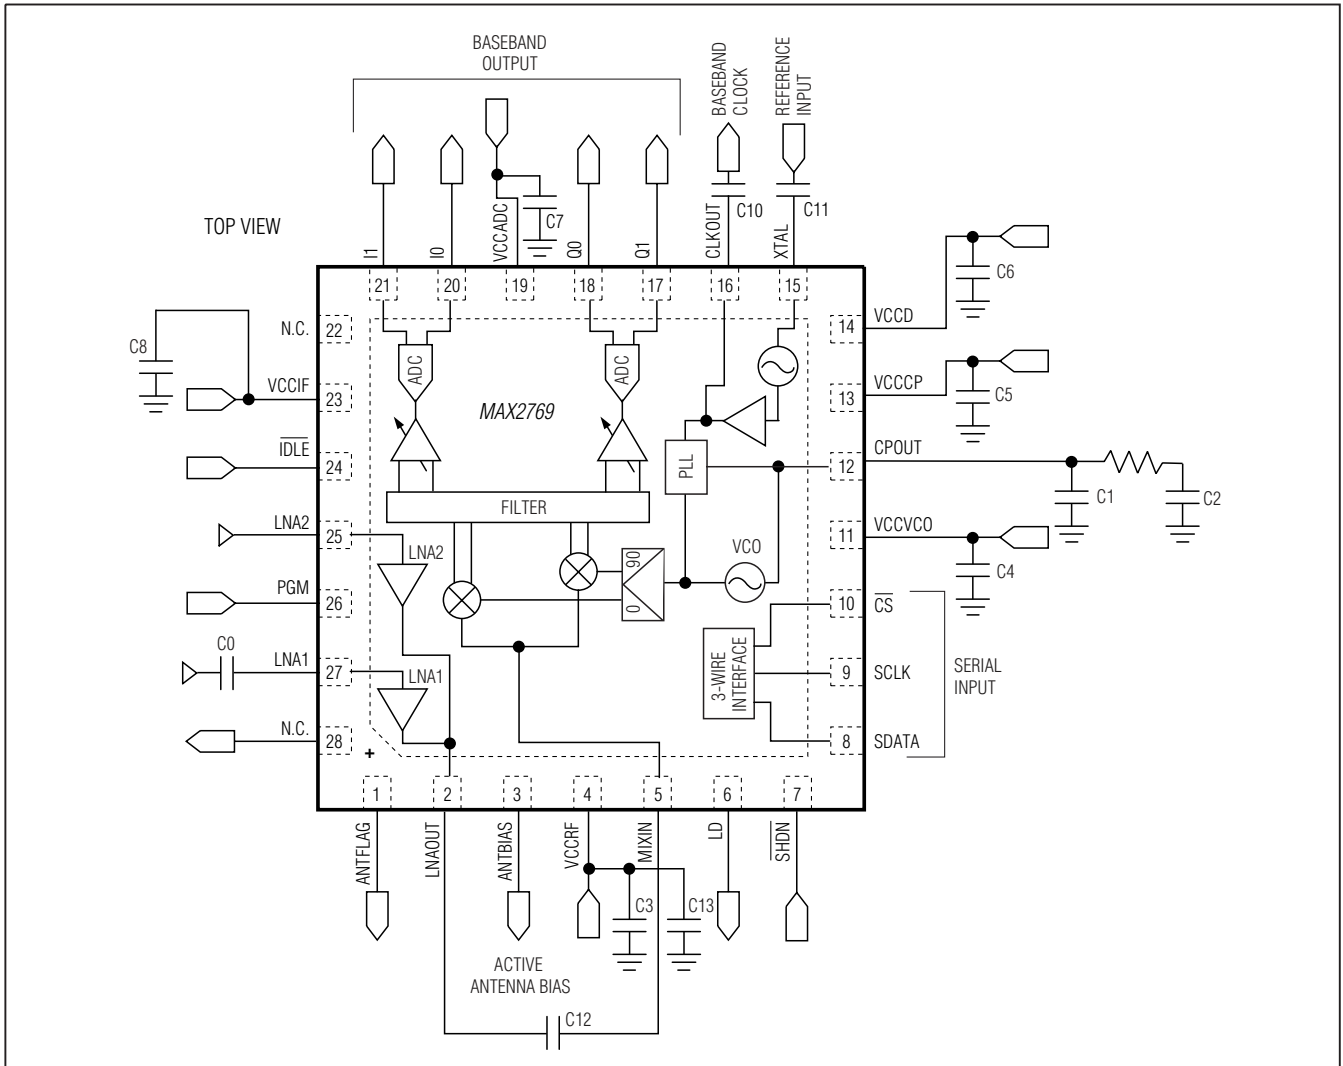 BASEBAND
OUTPUT
BASEBAND
CLOCK
REFERENCE
INPUT
TOP VIEW
I1
I0
VCCADC
C7
Q0
Q1
CLKOUT
C10
XTAL
C11
21
20
19
18
17
16
15
C6
VCCD
14
N.C.
22
C8
VCCIF
23
ADC
ADC
MAX2769
VCCCP
13
C5
IDLE
24
PLL
CPOUT
12
C1
C2
FILTER
LNA2
25
LNA2
VCO
VCCVCO
11
C4
90
0
PGM
26
10
CS
C0
LNA1
27
LNA1
3-WIRE
INTERFACE
9
SCLK
SERIAL
INPUT
N.C.
28
+
8
SDATA
1
2
3
4
5
6
7
ANTFLAG
LNAOUT
ANTBIAS
VCCRF
MIXIN
LD
SHDN
C3
C13
ACTIVE
ANTENNA BIAS
C12